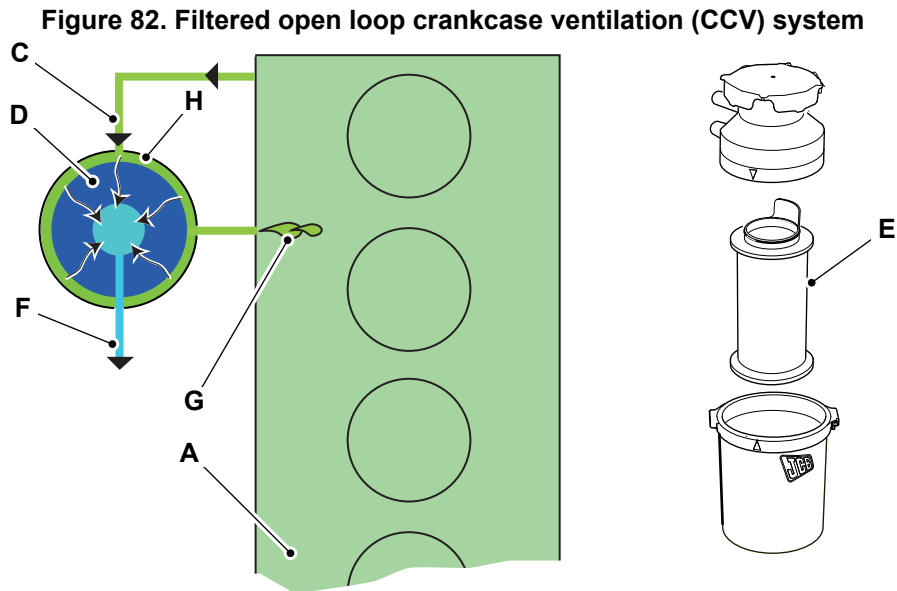 Figure 82. Filtered open loop crankcase ventilation (CCV) system
C
H
D
E
F
G
A
JCB